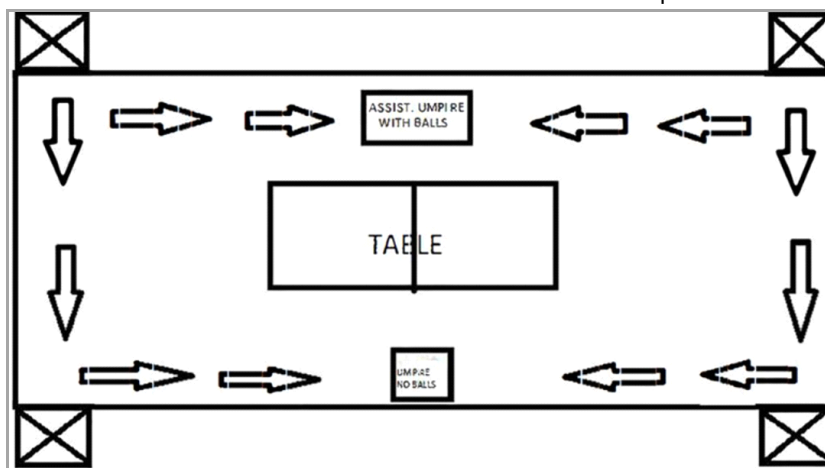 ASSIST. UMPIRE
WITH BALLS
TABLE
UMPIRE
NO BALLS